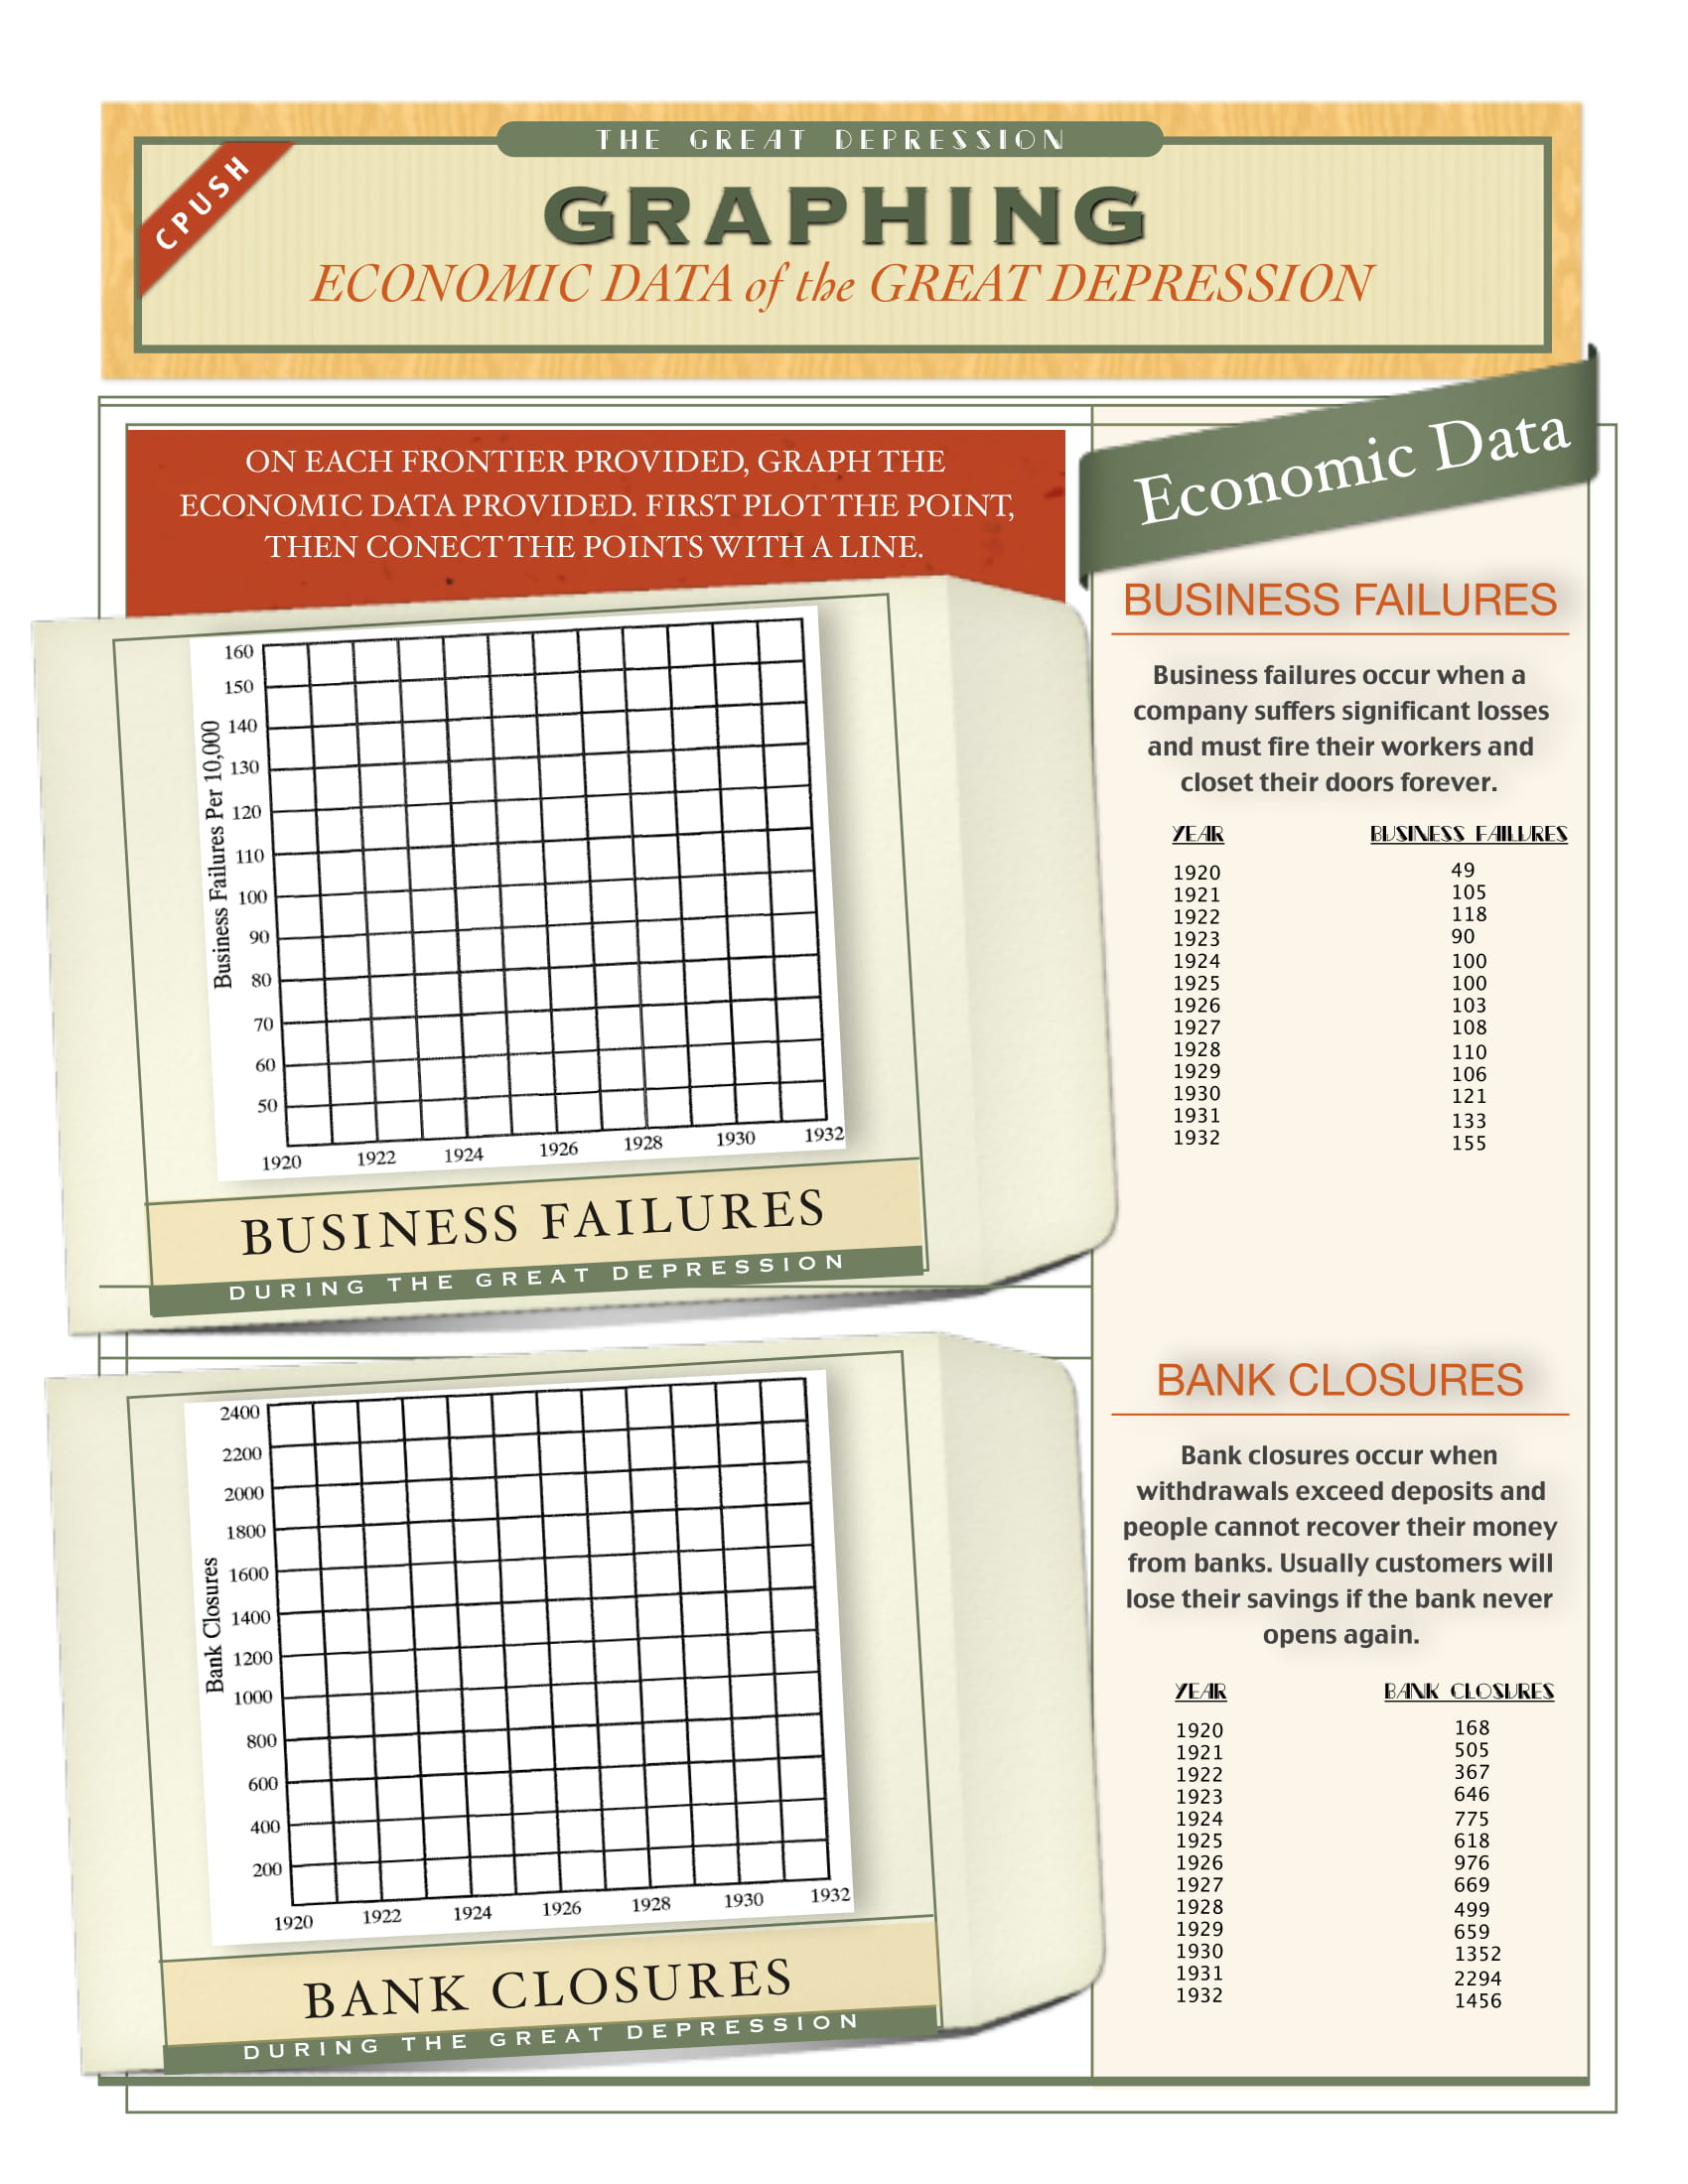 THE GREAT DEPRESSION
CPUSH
GRAPHING
ECONOMIC DATA of the GREAT DEPRESSION
ON EACH FRONTIER PROVIDED, GRAPH THE
ECONOMIC DATA PROVIDED. FIRST PLOT THE POINT,
THEN CONECT THE POINTS WITH A LINE.
160
150
140
130
120
110
100
90
80
70
60
50
Business Failures Per 10,000
1920 1922 1924 1926 1928 1930 1932
BUSINESS FAILURES
DURING THE GREAT DEPRESSION
2400
2200
2000
1800
1600
1400
1200
1000
800
600
400
200
Bank Closures
1920 1922 1924 1926 1928 1930 1932
BANK CLOSURES
DURING THE GREAT DEPRESSION
Economic Data
BUSINESS FAILURES
Business failures occur when a
company suffers significant losses
and must fire their workers and
closet their doors forever.
YEAR BUSINESS FAILURES
1920 49
1921 105
1922 118
1923 90
1924 100
1925 100
1926 103
1927 108
1928 110
1929 106
1930 121
1931 133
1932 155
BANK CLOSURES
Bank closures occur when
withdrawals exceed deposits and
people cannot recover their money
from banks. Usually customers will
lose their savings if the bank never
opens again.
YEAR BANK CLOSURES
1920 168
1921 505
1922 367
1923 646
1924 775
1925 618
1926 976
1927 669
1928 499
1929 659
1930 1352
1931 2294
1932 1456